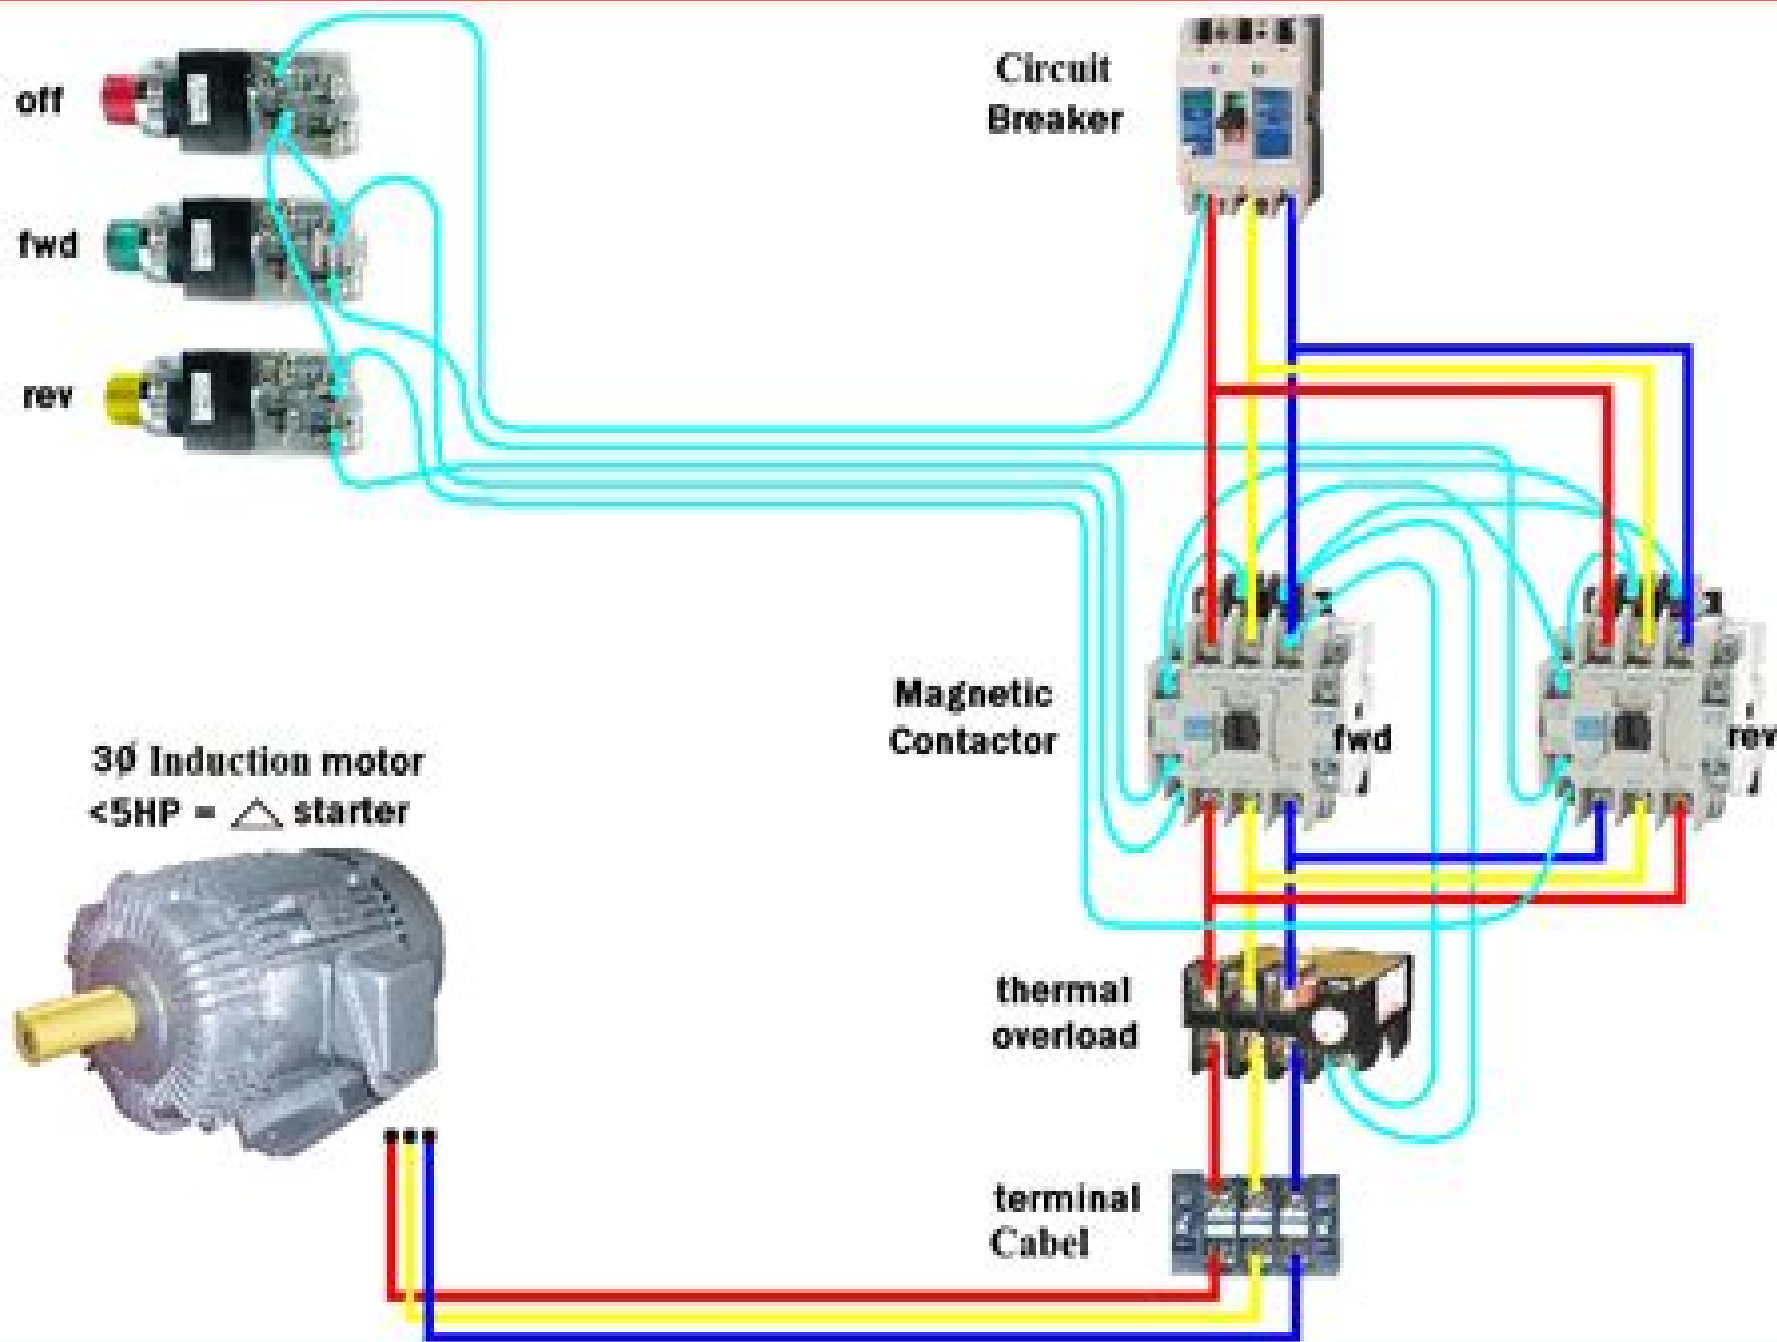 off
Circuit
Breaker
fwd
rev
Magnetic
Contactor
fwd
rev
3Ø Induction motor
<5HP = △ starter
thermal
overload
terminal
Cabel